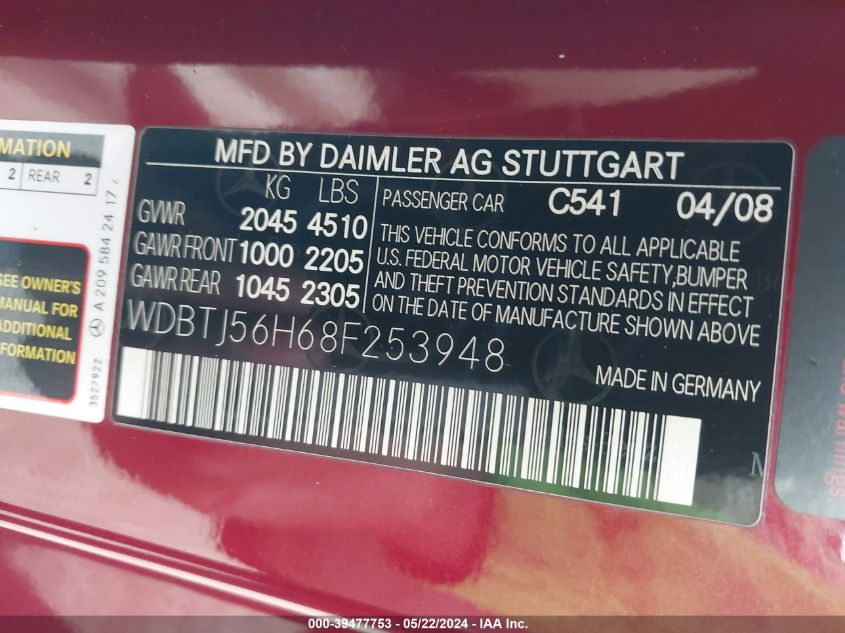 MATION
2 REAR 2
A 209 584 24 17
SEE OWNER'S
MANUAL FOR
ADDITIONAL
3527922
MFD BY DAIMLER AG STUTTGART
KG LBS
GVWR 2045 4510
GAWR FRONT 1000 2205
GAWR REAR 1045 2305
PASSENGER CAR C541 04/08
THIS VEHICLE CONFORMS TO ALL APPLICABLE
U.S. FEDERAL MOTOR VEHICLE SAFETY,BUMPER
AND THEFT PREVENTION STANDARDS IN EFFECT
ON THE DATE OF MANUFACTURE SHOWN ABOVE
WDBTJ56H68F253948
MADE IN GERMANY
warnings
000-39477753 - 05/22/2024 - IAA Inc.